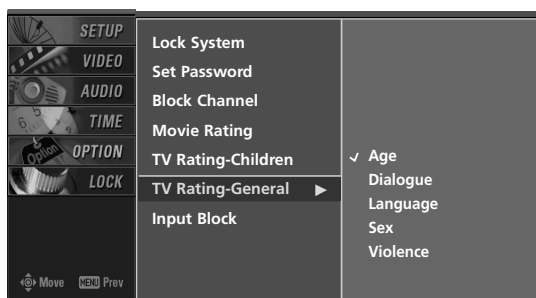 SETUP
VIDEO
AUDIO
TIME
OPTION
LOCK
Move MENU Prev
Lock System
Set Password
Block Channel
Movie Rating
TV Rating-Children
TV Rating-General
Input Block
Age
Dialogue
Language
Sex
Violence